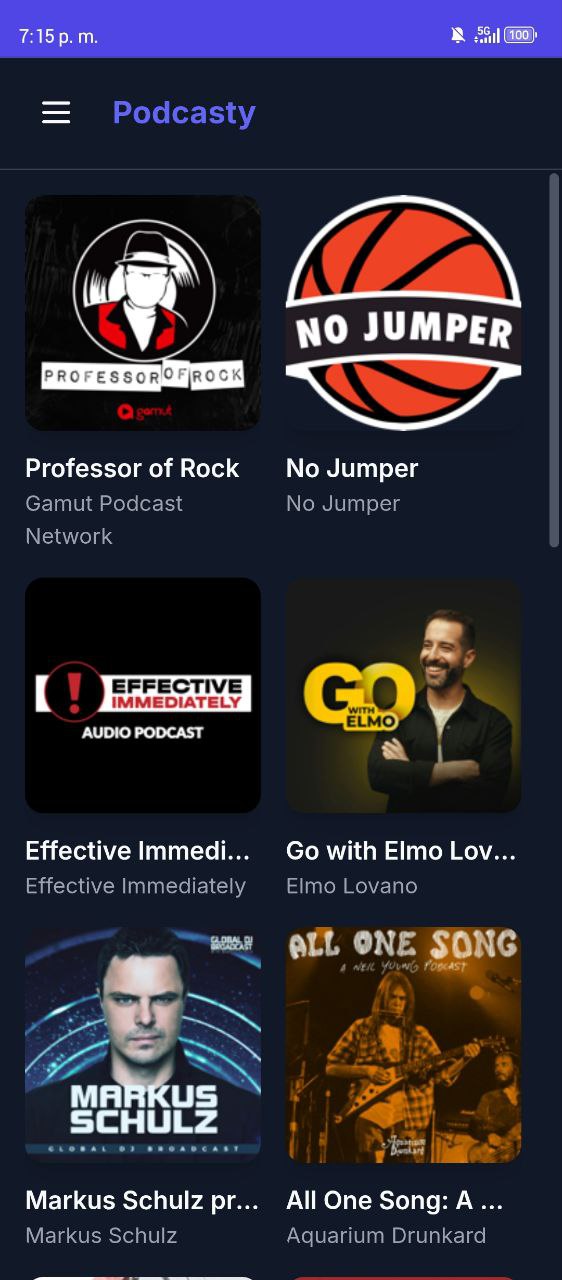 7:15 p. m.
5G
100
Podcasty
PROFESSOR OF ROCK
gamut
NO JUMPER
Professor of Rock
No Jumper
Gamut Podcast
Network
No Jumper
!
EFFECTIVE
IMMEDIATELY
AUDIO PODCAST
GO
WITH
ELMO
Effective Immedi...
Go with Elmo Lov...
Effective Immediately
Elmo Lovano
GLOBAL DJ
BROADCAST
MARKUS
SCHULZ
GLOBAL DJ BROADCAST
ALL ONE SONG
A NEIL YOUNG PODCAST
Aquarium
Drunkard
Markus Schulz pr...
All One Song: A ...
Markus Schulz
Aquarium Drunkard